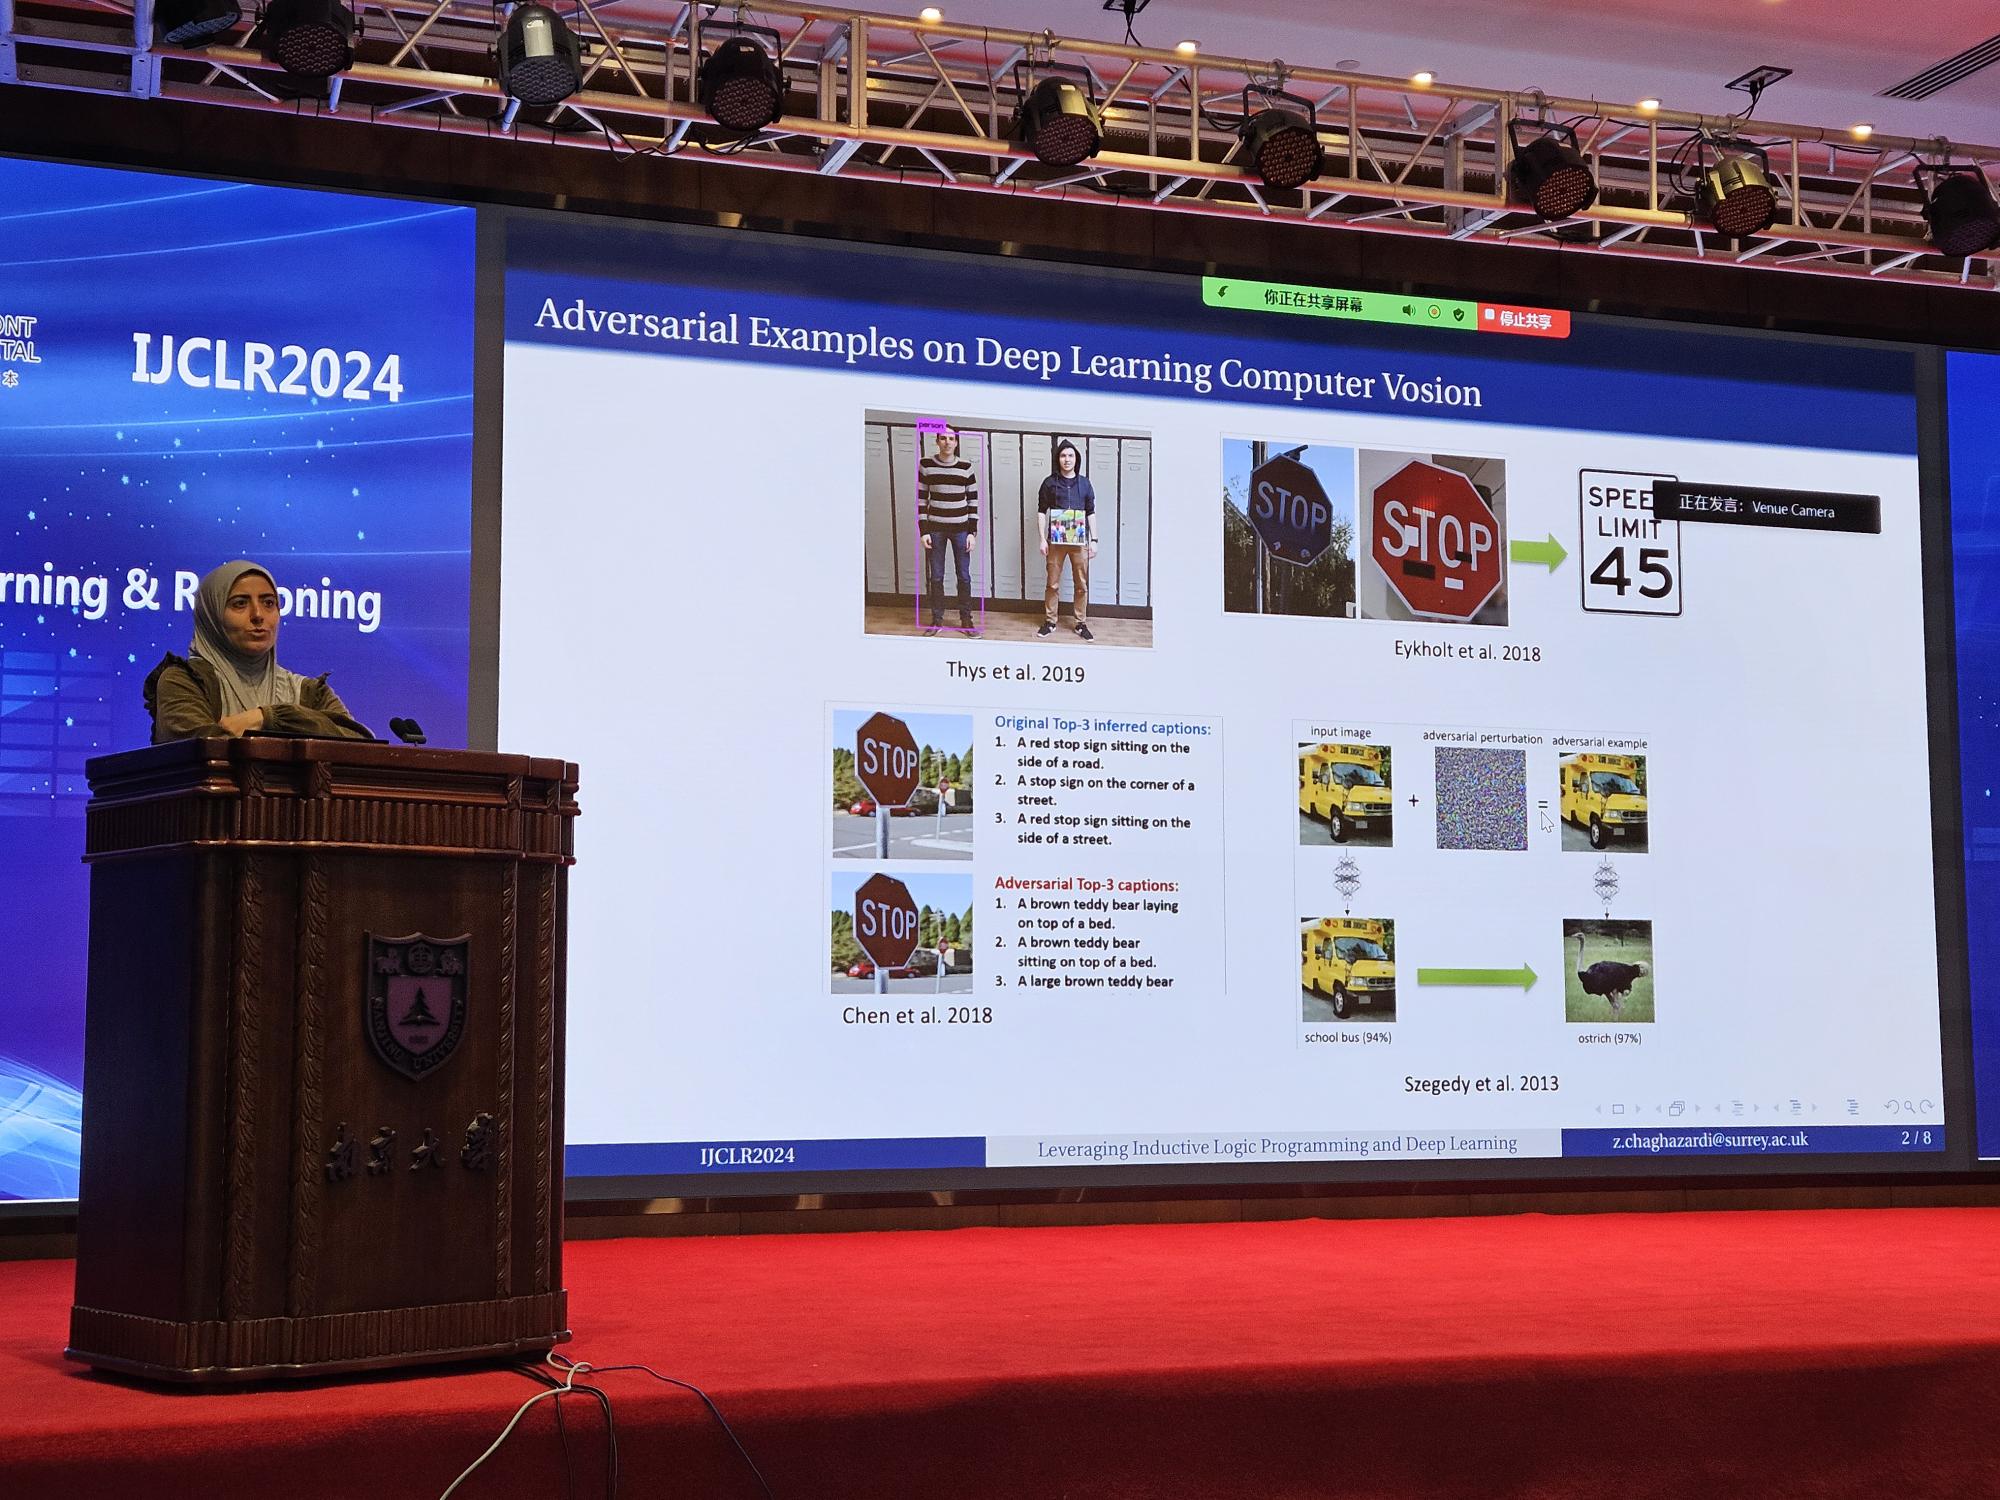 IJCLR2024
& R
oning
Adversarial Examples on Deep Learning Computer Vosion
你正在共享屏幕
停止共享
person
STOP
STOP
SPEE
LIMIT
45
正在发言: Venue Camera
Thys et al. 2019
Eykholt et al. 2018
STOP
Original Top-3 inferred captions:
1. A red stop sign sitting on the
side of a road.
2. A stop sign on the corner of a
street.
3. A red stop sign sitting on the
side of a street.
STOP
Adversarial Top-3 captions:
1. A brown teddy bear laying
on top of a bed.
2. A brown teddy bear
sitting on top of a bed.
3. A large brown teddy bear
Chen et al. 2018
input image
adversarial perturbation
adversarial example
+
=
school bus (94%)
ostrich (97%)
Szegedy et al. 2013
IJCLR2024
Leveraging Inductive Logic Programming and Deep Learning
z.chaghazardi@surrey.ac.uk
2 / 8
NANJING UNIVERSITY
南京大学